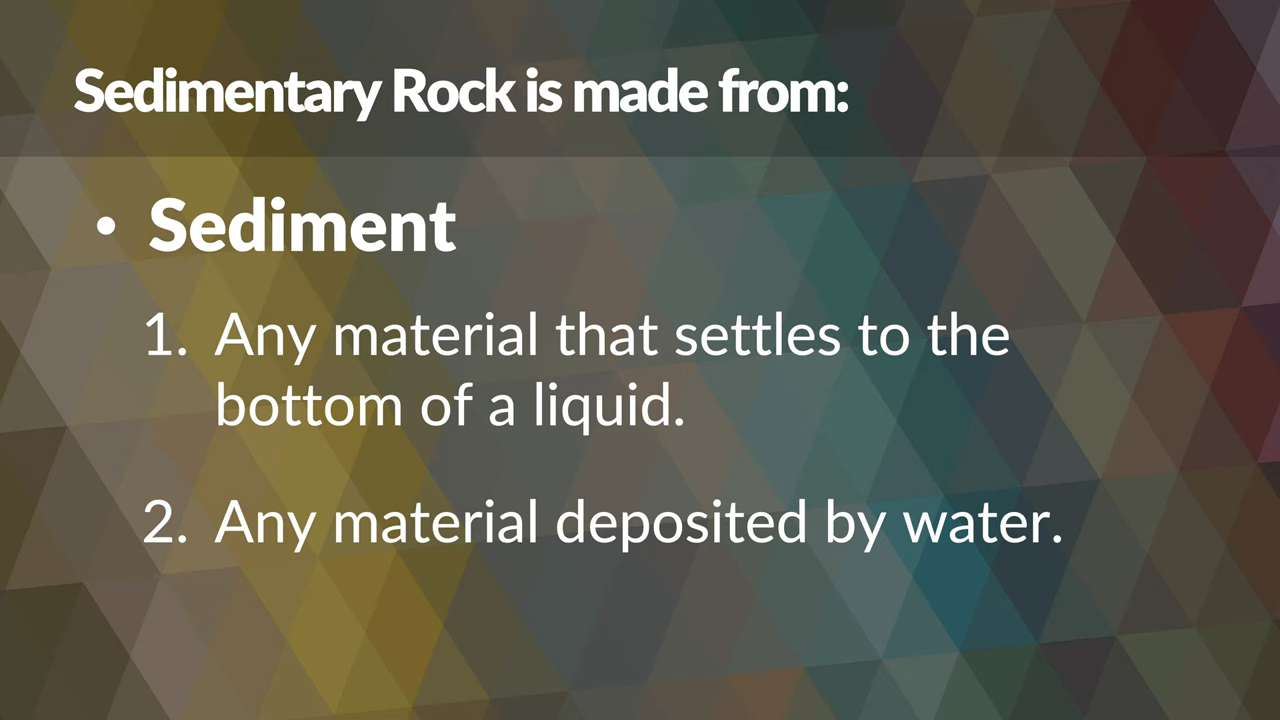 Sedimentary Rock is made from:
• Sediment
1. Any material that settles to the
bottom of a liquid.
2. Any material deposited by water.